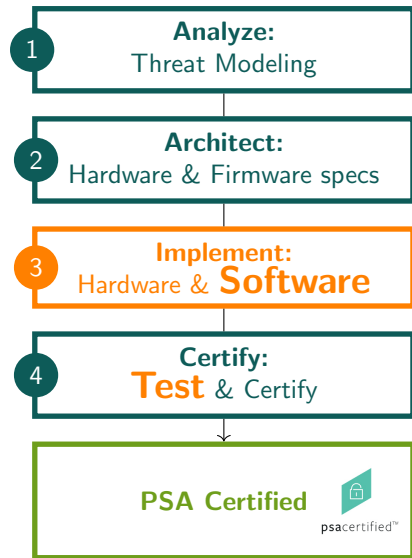 1
Analyze:
Threat Modeling
2
Architect:
Hardware & Firmware specs
3
Implement:
Hardware & Software
4
Certify:
Test & Certify
PSA Certified
psacertified™